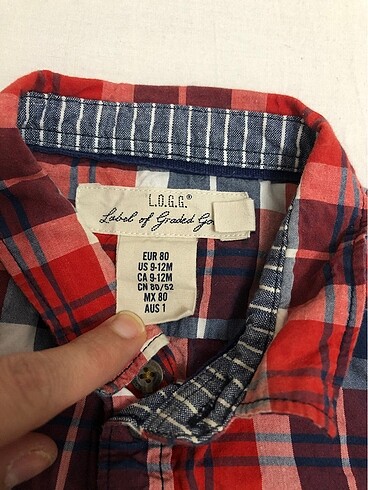 L.O.G.G.®
Label of Graded
EUR 80
US 9-12M
CA 9-12M
CN 80/52
MX 80
AUS 1